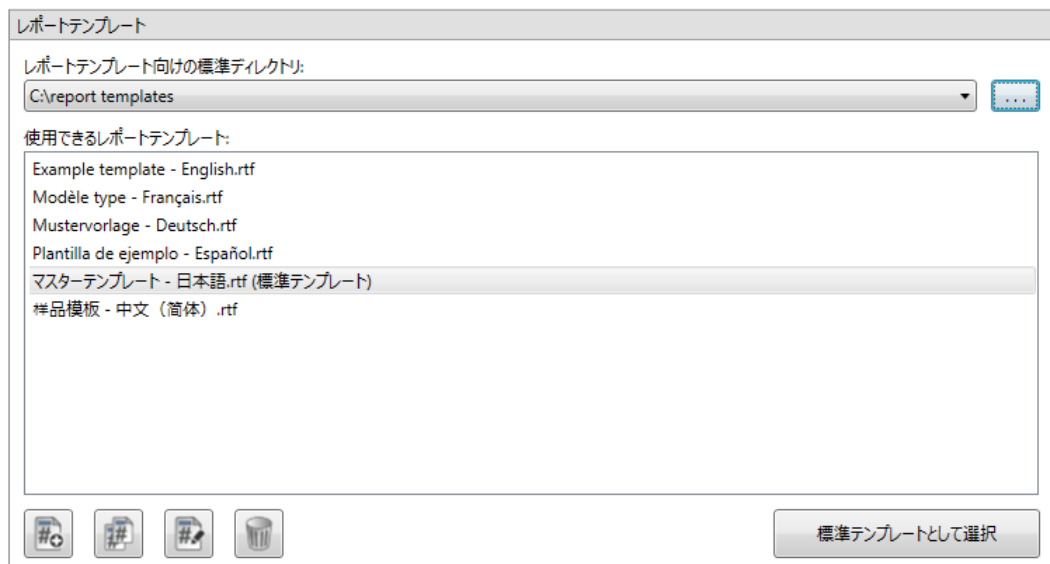 レポートテンプレート
レポートテンプレート向けの標準ディレクトリ:
C:\report templates
...
使用できるレポートテンプレート:
Example template - English.rtf
Modèle type - Français.rtf
Mustervorlage - Deutsch.rtf
Plantilla de ejemplo - Español.rtf
マスターテンプレート - 日本語.rtf (標準テンプレート)
样品模板 - 中文（简体）.rtf
# # #
標準テンプレートとして選択